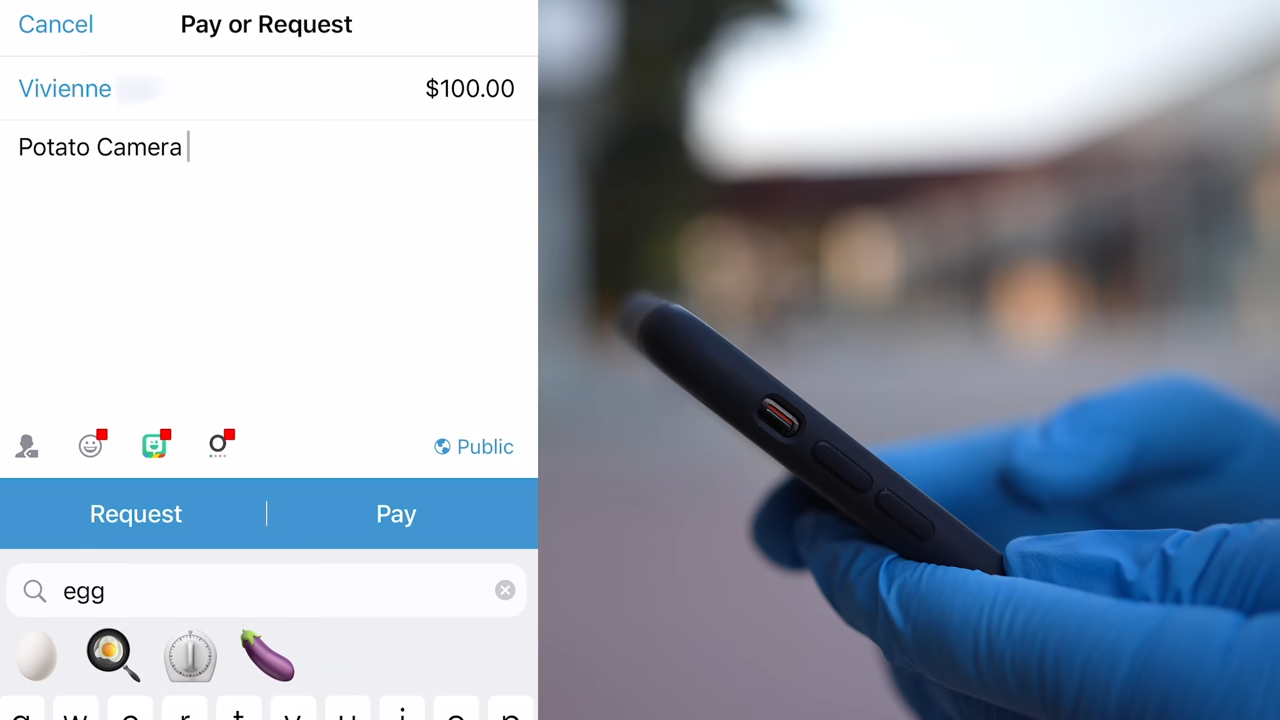 Cancel
Pay or Request
Vivienne
$100.00
Potato Camera
Public
Request
Pay
egg